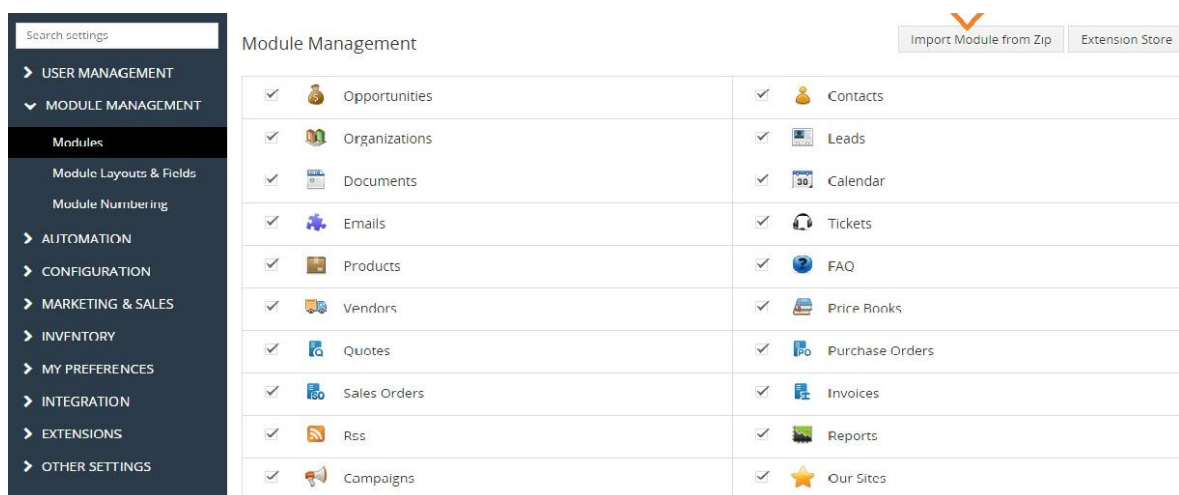 Search settings
Module Management
Import Module from Zip
Extension Store
USER MANAGEMENT
MODULE MANAGEMENT
Modules
Module Layouts & Fields
Module Numbering
AUTOMATION
CONFIGURATION
MARKETING & SALES
INVENTORY
MY PREFERENCES
INTEGRATION
EXTENSIONS
OTHER SETTINGS
Opportunities
Contacts
Organizations
Leads
Documents
30 Calendar
Emails
Tickets
Products
? FAQ
Vendors
Price Books
Q Quotes
PO Purchase Orders
SO Sales Orders
Invoices
Rss
Reports
Campaigns
Our Sites